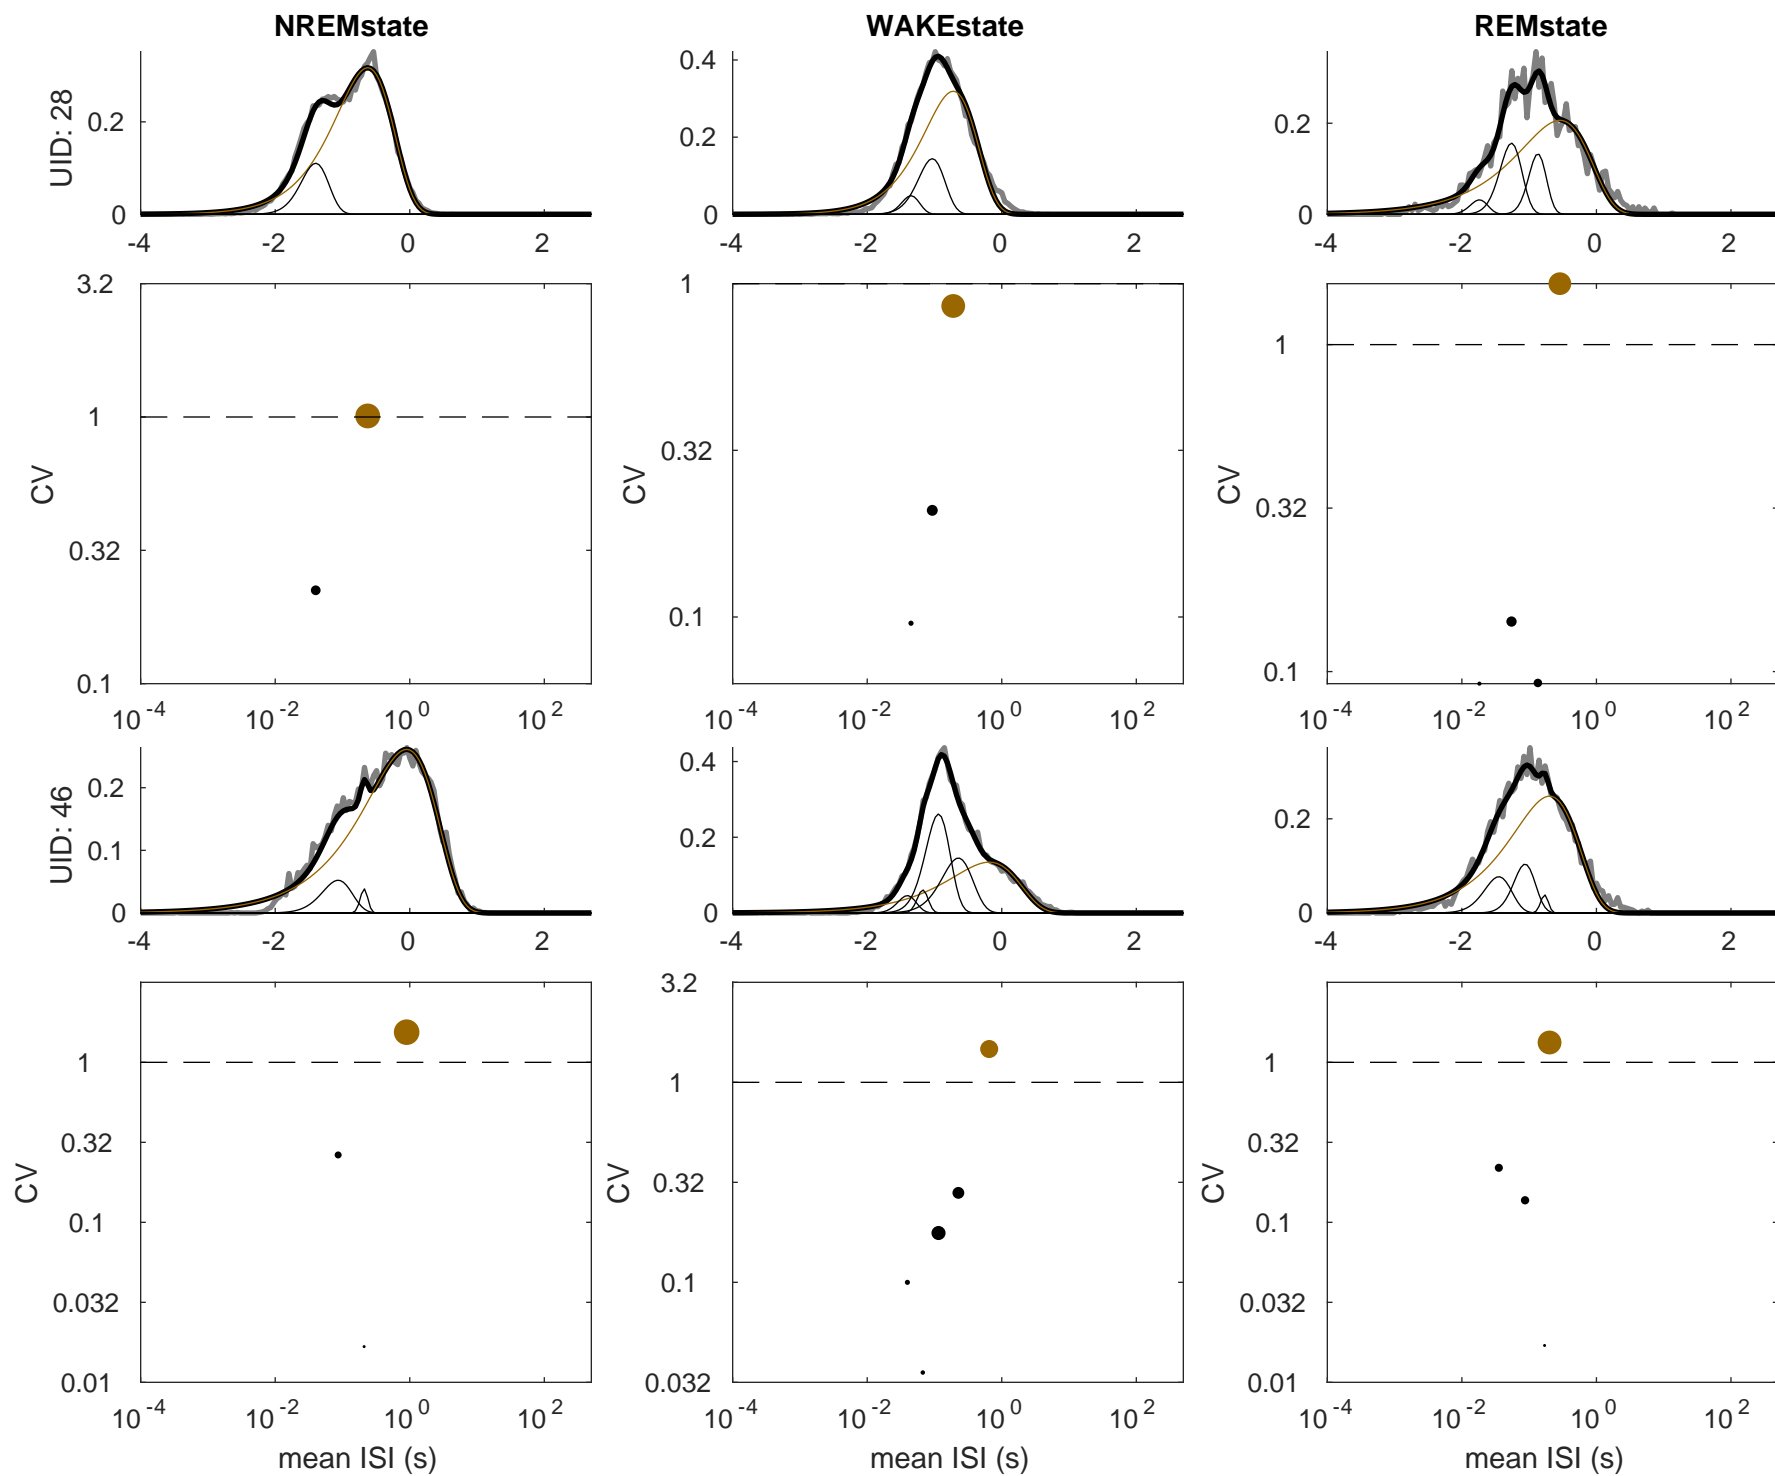 NREMstate WAKEstate REMstate
UID: 28
0.2 0
0.4 0.2 0
0.2 0
-4 -2 0 2
-4 -2 0 2
-4 -2 0 2
CV
3.2 1 0.32 0.1
CV
1 0.32 0.1
CV
1 0.32 0.1
10^-4 10^-2 10^0 10^2
10^-4 10^-2 10^0 10^2
10^-4 10^-2 10^0 10^2
UID: 46
0.2 0.1 0
0.4 0.2 0
0.2 0
-4 -2 0 2
-4 -2 0 2
-4 -2 0 2
CV
1 0.32 0.1 0.032 0.01
CV
3.2 1 0.32 0.1 0.032
CV
1 0.32 0.1 0.032 0.01
10^-4 10^-2 10^0 10^2
10^-4 10^-2 10^0 10^2
10^-4 10^-2 10^0 10^2
mean ISI (s) mean ISI (s) mean ISI (s)